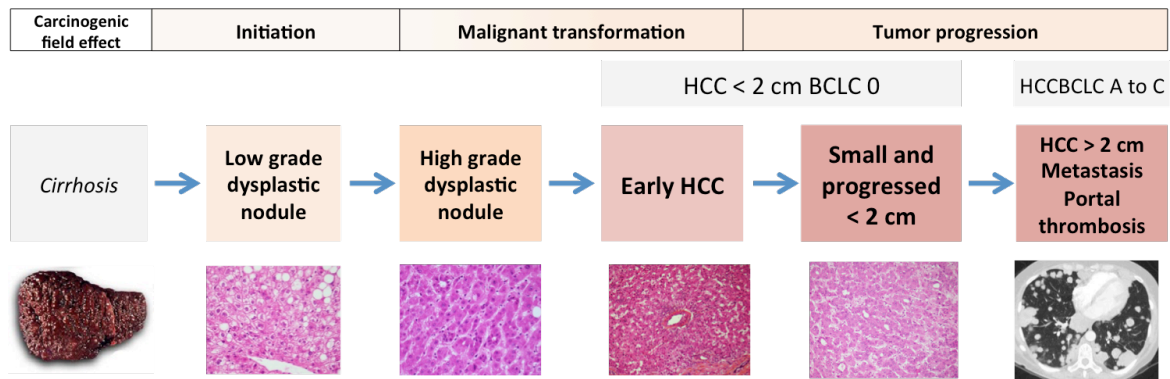 Carcinogenic
field effect
Initiation
Malignant transformation
Tumor progression
HCC < 2 cm BCLC 0
HCCBCLC A to C
Cirrhosis
Low grade
dysplastic
nodule
High grade
dysplastic
nodule
Early HCC
Small and
progressed
< 2 cm
HCC > 2 cm
Metastasis
Portal
thrombosis